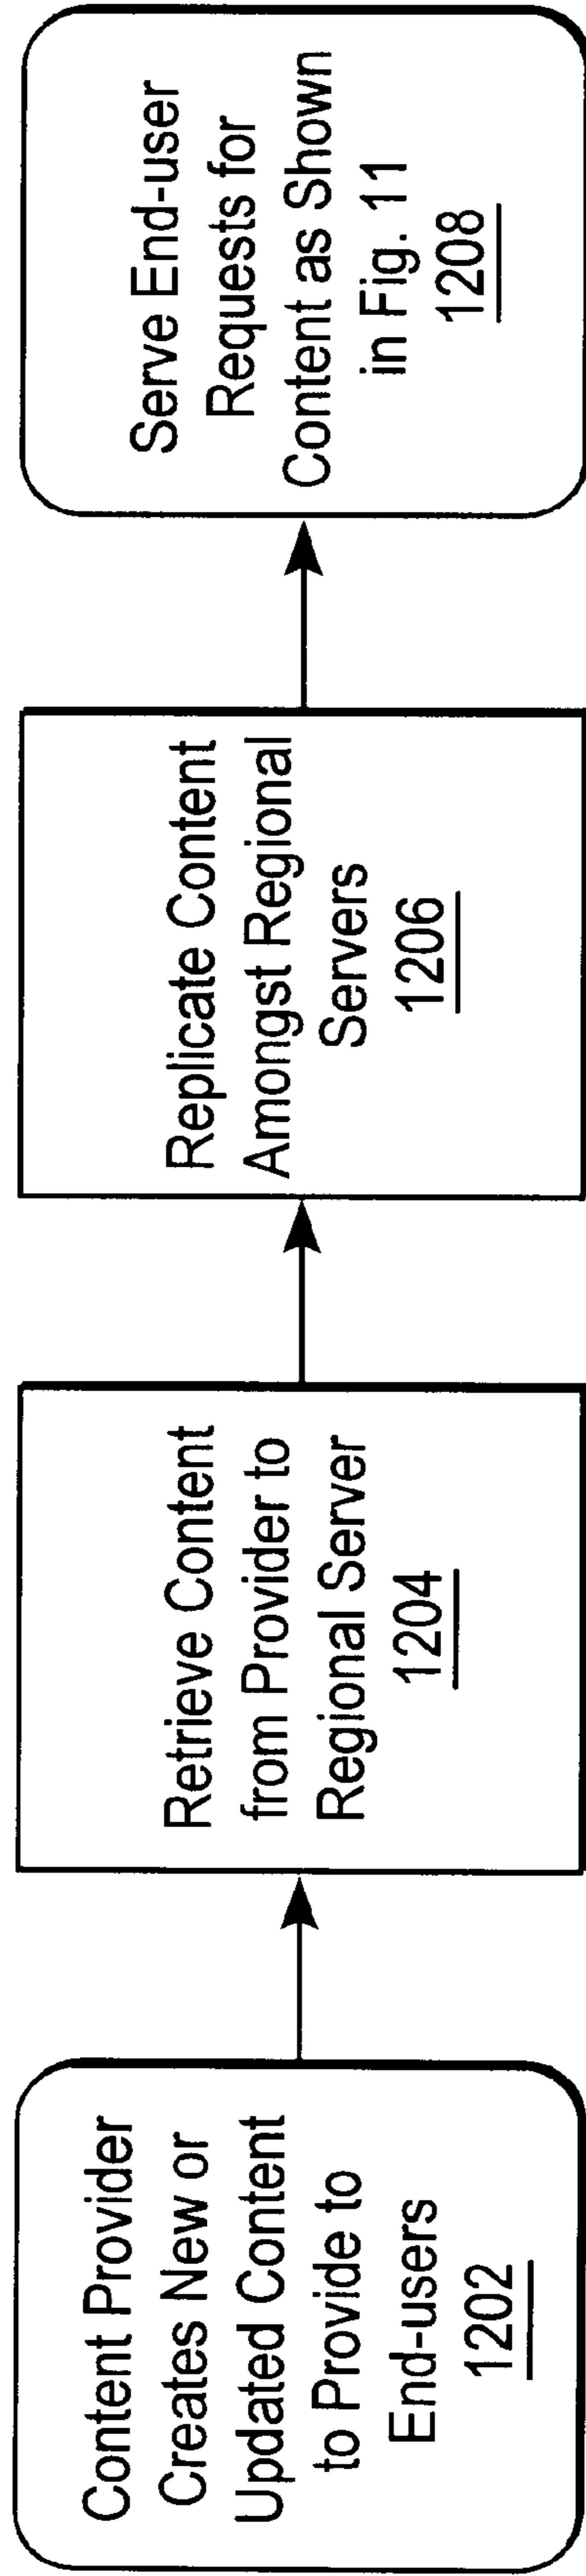 Content Provider
Creates New or
Updated Content
to Provide to
End-users
1202
Retrieve Content
from Provider to
Regional Server
1204
Replicate Content
Amongst Regional
Servers
1206
Serve End-user
Requests for
Content as Shown
in Fig. 11
1208